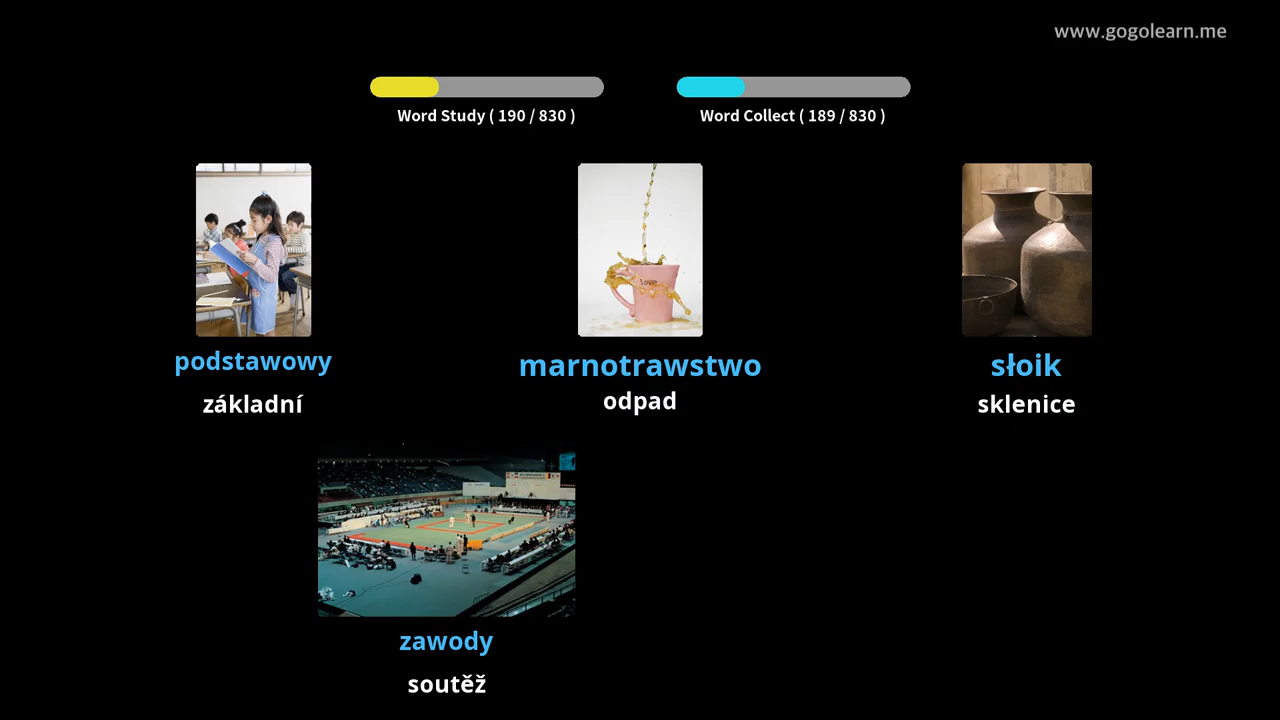 www.gogolearn.me
Word Study ( 190 / 830 )
Word Collect ( 189 / 830 )
love
podstawowy
marnotrawstwo
słoik
základní
odpad
sklenice
zawody
soutěž